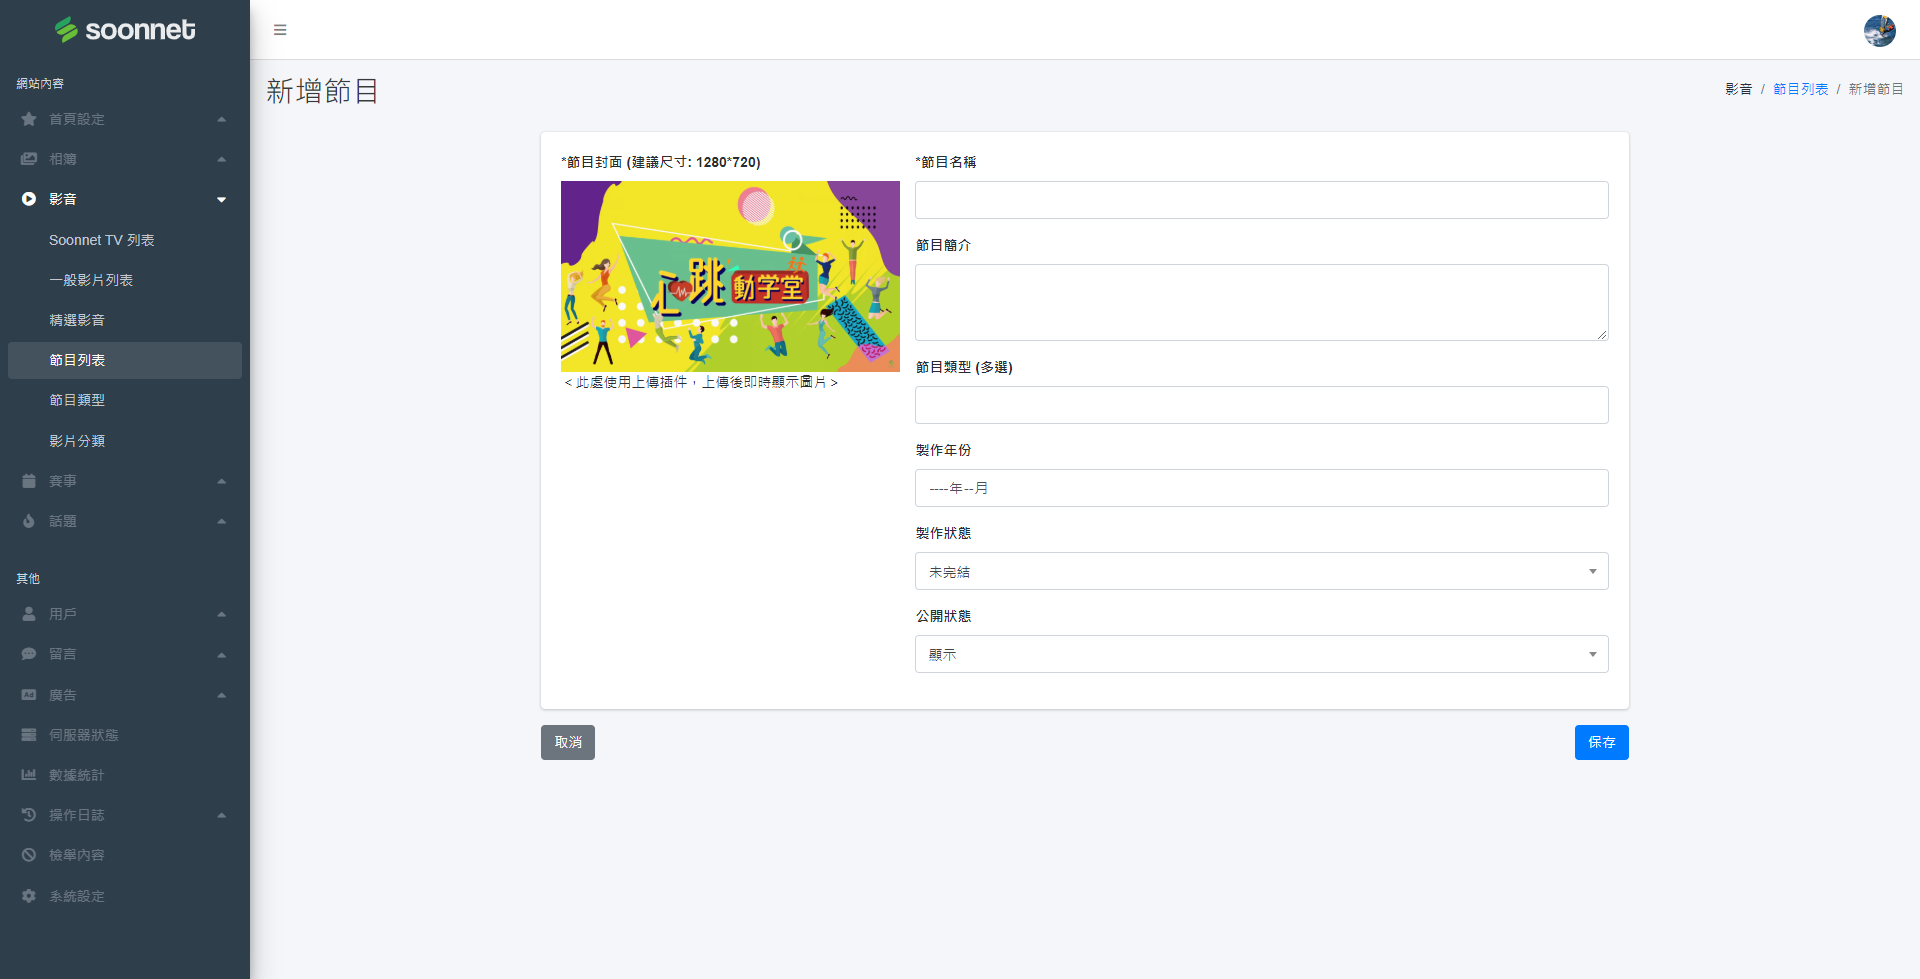 soonnet
網站內容
首頁設定
相簿
影音
Soonnet TV 列表
一般影片列表
精選影音
節目列表
節目類型
影片分類
賽事
話題
其他
用戶
留言
廣告
伺服器狀態
數據統計
操作日誌
檢舉內容
系統設定
新增節目
影音 / 節目列表 / 新增節目
*節目封面 (建議尺寸: 1280*720)
心跳動学堂
< 此處使用上傳插件，上傳後即時顯示圖片 >
*節目名稱
節目簡介
節目類型 (多選)
製作年份
----年--月
製作狀態
未完結
公開狀態
顯示
取消
保存